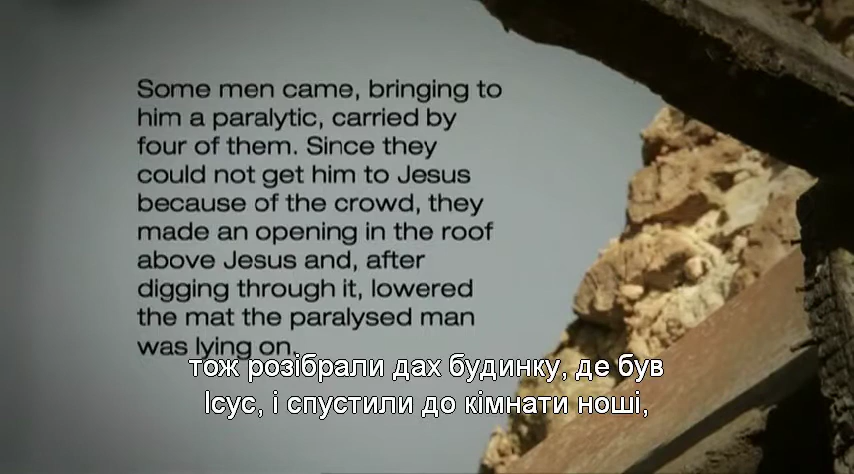 Some men came, bringing to
him a paralytic, carried by
four of them. Since they
could not get him to Jesus
because of the crowd, they
made an opening in the roof
above Jesus and, after
digging through it, lowered
the mat the paralysed man
was lying on.
тож розібрали дах будинку, де був
Ісус, і спустили до кімнати ноші,